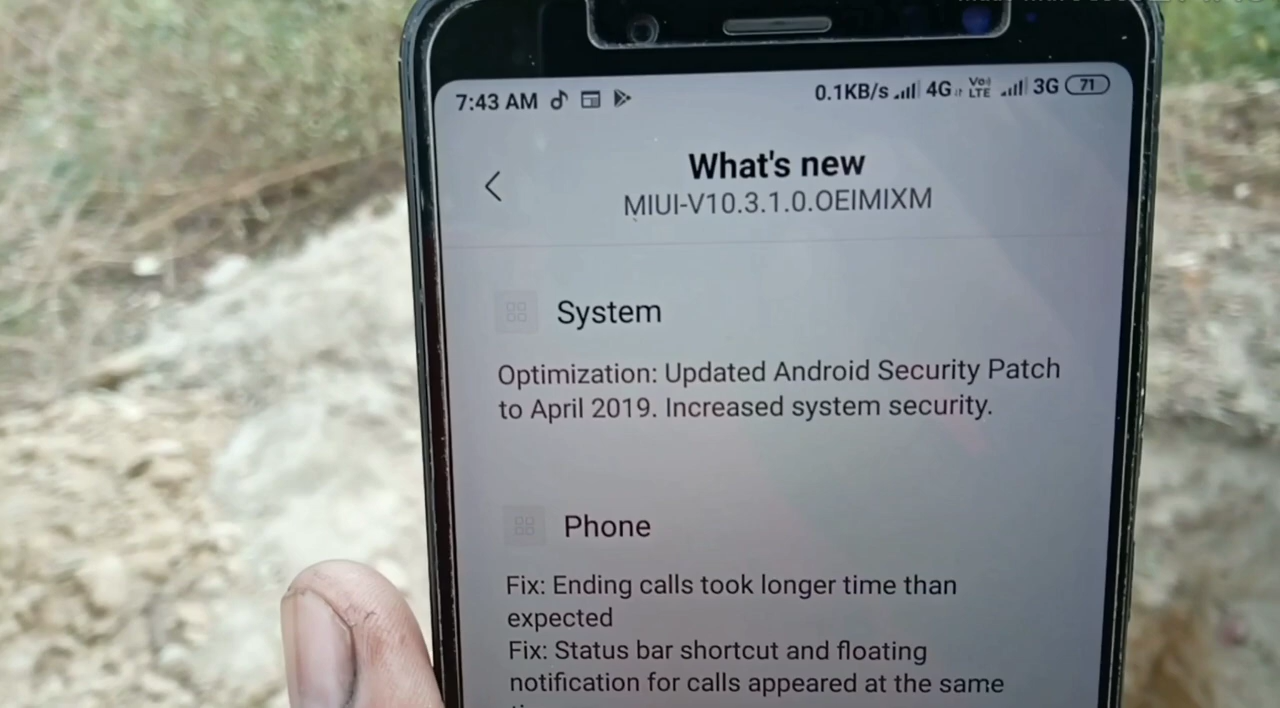 7:43 AM
0.1KB/s 4G Vo LTE 3G 71
What's new
MIUI-V10.3.1.0.OEIMIXM
System
Optimization: Updated Android Security Patch
to April 2019. Increased system security.
Phone
Fix: Ending calls took longer time than
expected
Fix: Status bar shortcut and floating
notification for calls appeared at the same